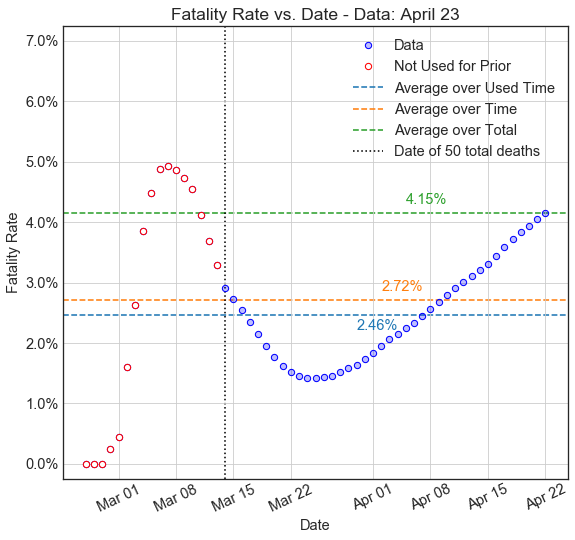 Fatality Rate vs. Date - Data: April 23
7.0%
6.0%
5.0%
4.0%
3.0%
2.0%
1.0%
0.0%
Fatality Rate
Data
Not Used for Prior
Average over Used Time
Average over Time
Average over Total
Date of 50 total deaths
4.15%
2.72%
2.46%
Mar 01
Mar 08
Mar 15
Mar 22
Apr 01
Apr 08
Apr 15
Apr 22
Date